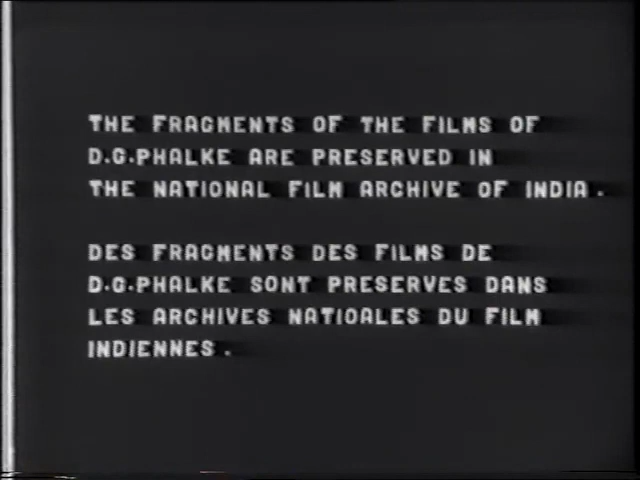 THE FRAGMENTS OF THE FILMS OF
D.G.PHALKE ARE PRESERVED IN
THE NATIONAL FILM ARCHIVE OF INDIA.
DES FRAGMENTS DES FILMS DE
D.G.PHALKE SONT PRESERVES DANS
LES ARCHIVES NATIOALES DU FILM
INDIENNES.